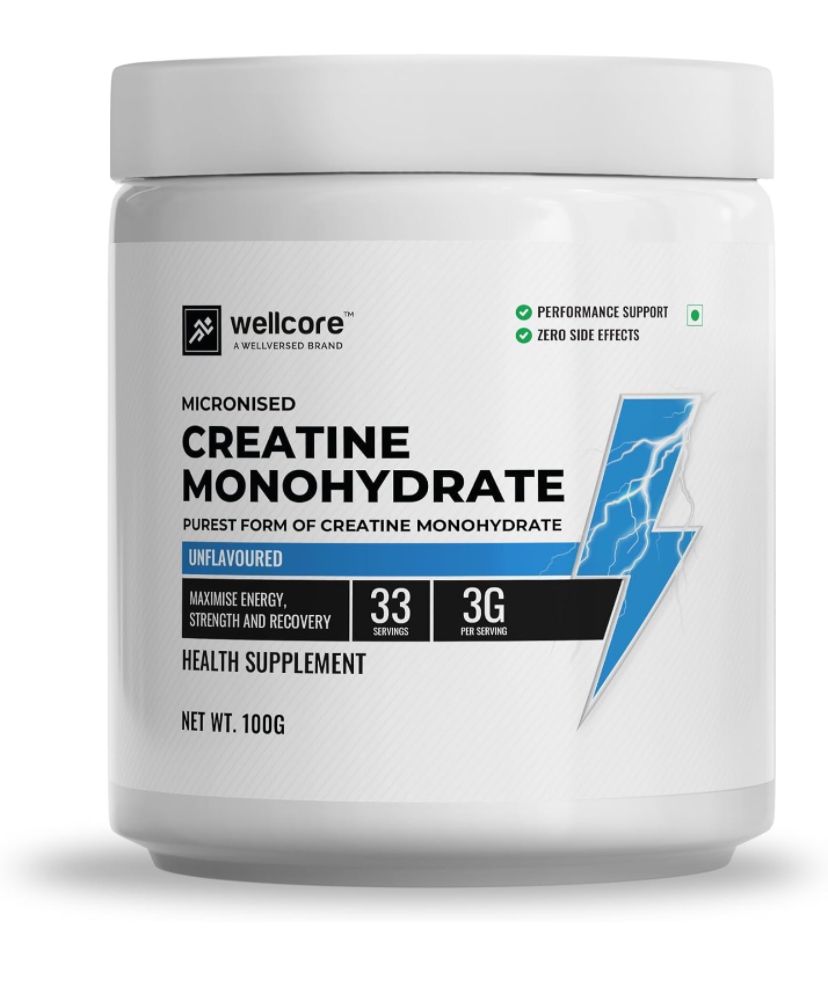 wellcore™
A WELLVERSED BRAND
PERFORMANCE SUPPORT
ZERO SIDE EFFECTS
MICRONISED
CREATINE
MONOHYDRATE
PUREST FORM OF CREATINE MONOHYDRATE
UNFLAVOURED
MAXIMISE ENERGY,
STRENGTH AND RECOVERY
33
SERVINGS
3G
PER SERVING
HEALTH SUPPLEMENT
NET WT. 100G